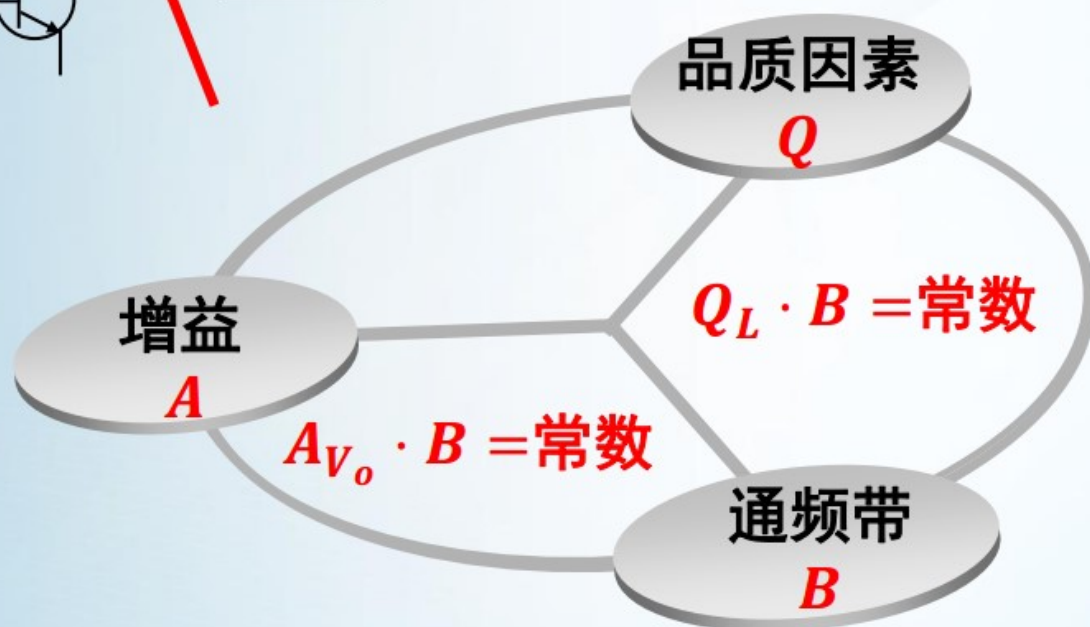 品质因素
Q
增益
A
Q_L · B =常数
A_{V_o} · B =常数
通频带
B